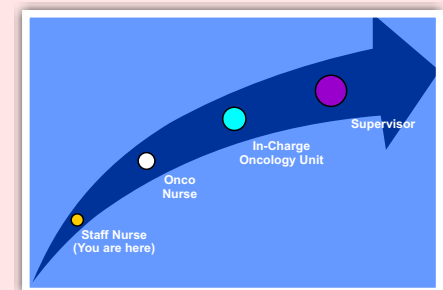 Supervisor
In-Charge
Oncology Unit
Onco
Nurse
Staff Nurse
(You are here)